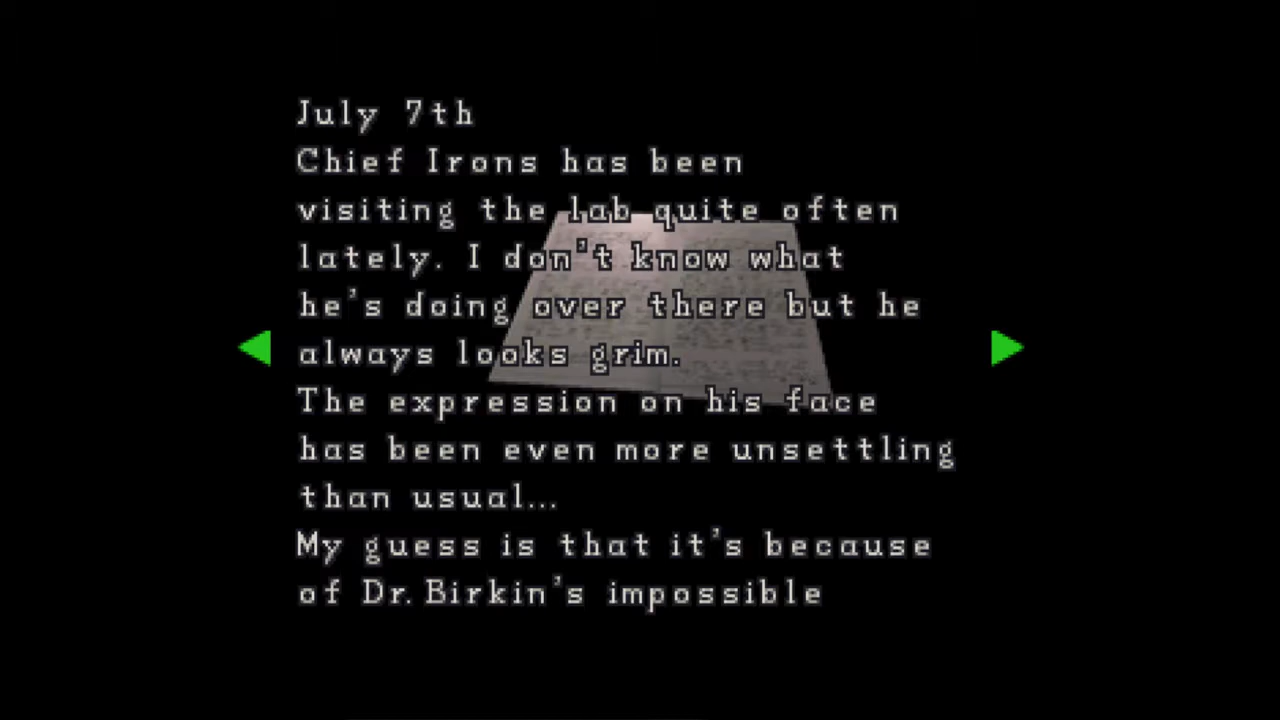 July 7th
Chief Irons has been
visiting the lab quite often
lately. I don't know what
he's doing over there but he
always looks grim.
The expression on his face
has been even more unsettling
than usual...
My guess is that it's because
of Dr. Birkin's impossible